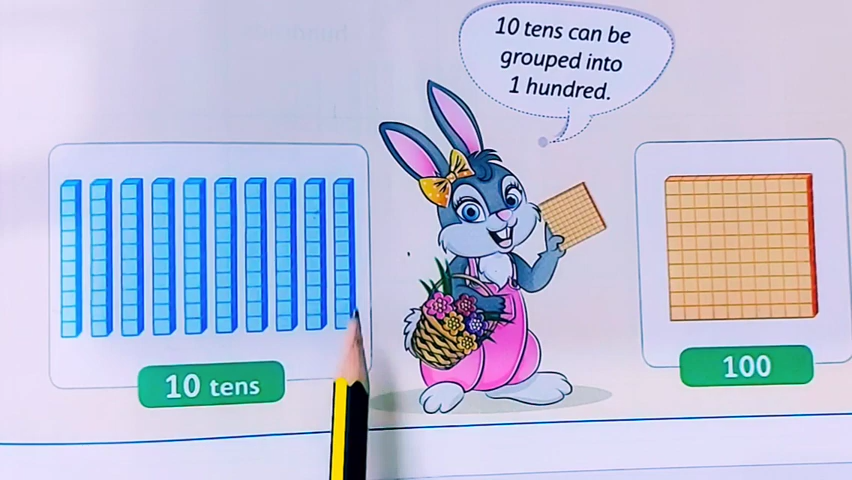 10 tens can be
grouped into
1 hundred.
10 tens
100